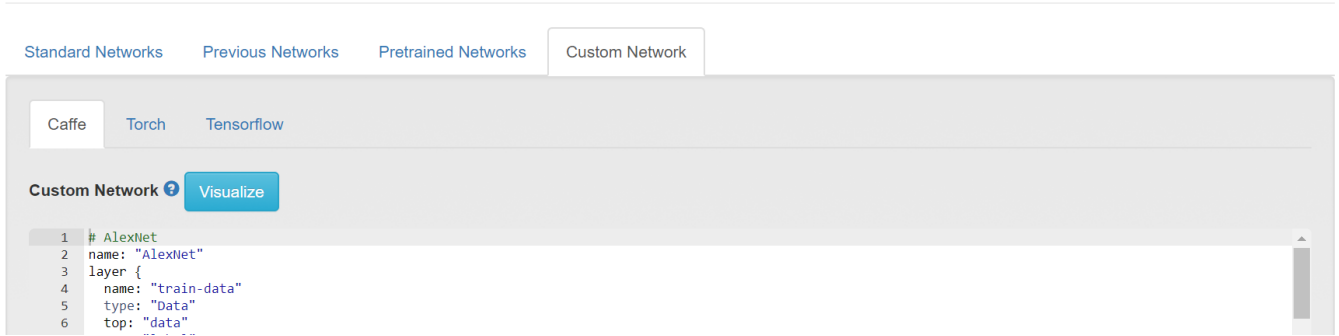 Standard Networks Previous Networks Pretrained Networks Custom Network
Caffe Torch Tensorflow
Custom Network ? Visualize
1 # AlexNet
2 name: "AlexNet"
3 layer {
4 name: "train-data"
5 type: "Data"
6 top: "data"